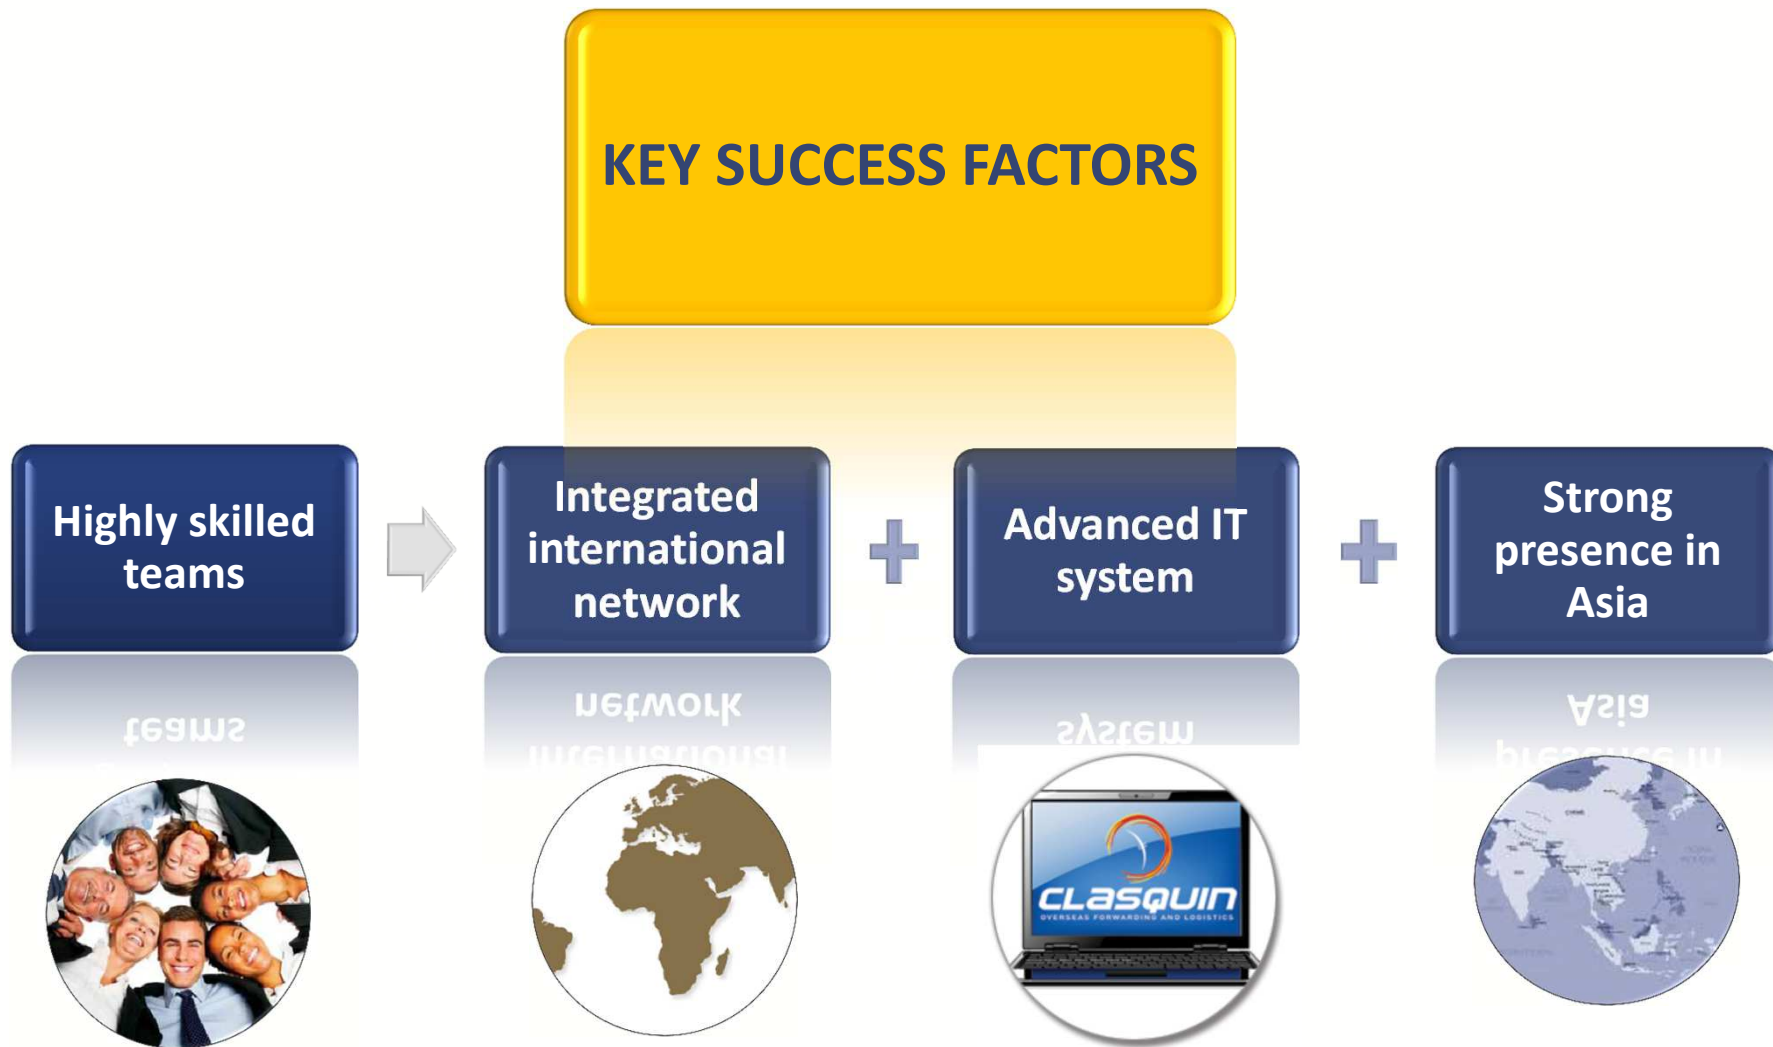 KEY SUCCESS FACTORS
Highly skilled
teams
Integrated
international
network
Advanced IT
system
Strong
presence in
Asia
CLASQUIN
OVERSEAS FORWARDING AND LOGISTICS
CHINE